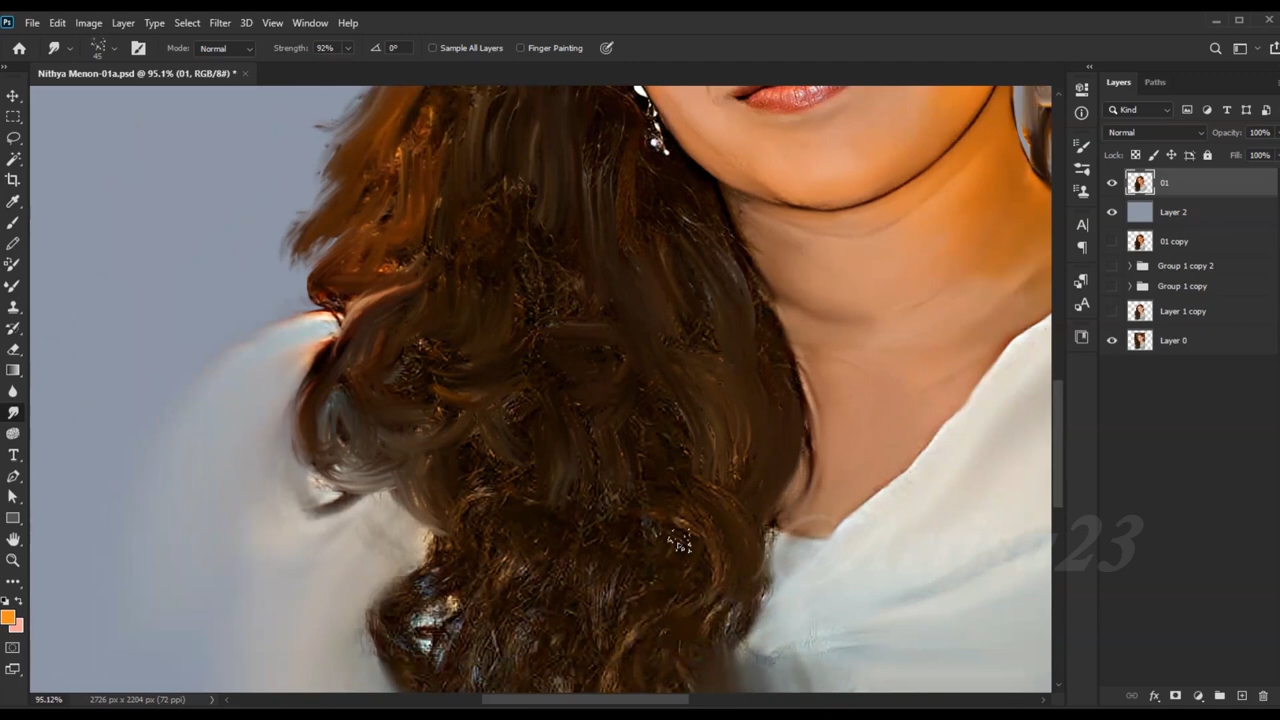 Ps File Edit Image Layer Type Select Filter 3D View Window Help
45 Mode: Normal Strength: 92% 0° Sample All Layers Finger Painting
Nithya Menon-01a.psd @ 95.1% (01, RGB/8#) * ×
Layers Paths
Kind
Normal Opacity: 100%
Lock: Fill: 100%
01
Layer 2
01 copy
Group 1 copy 2
Group 1 copy
Layer 1 copy
Layer 0
95.12% 2726 px x 2204 px (72 ppi)